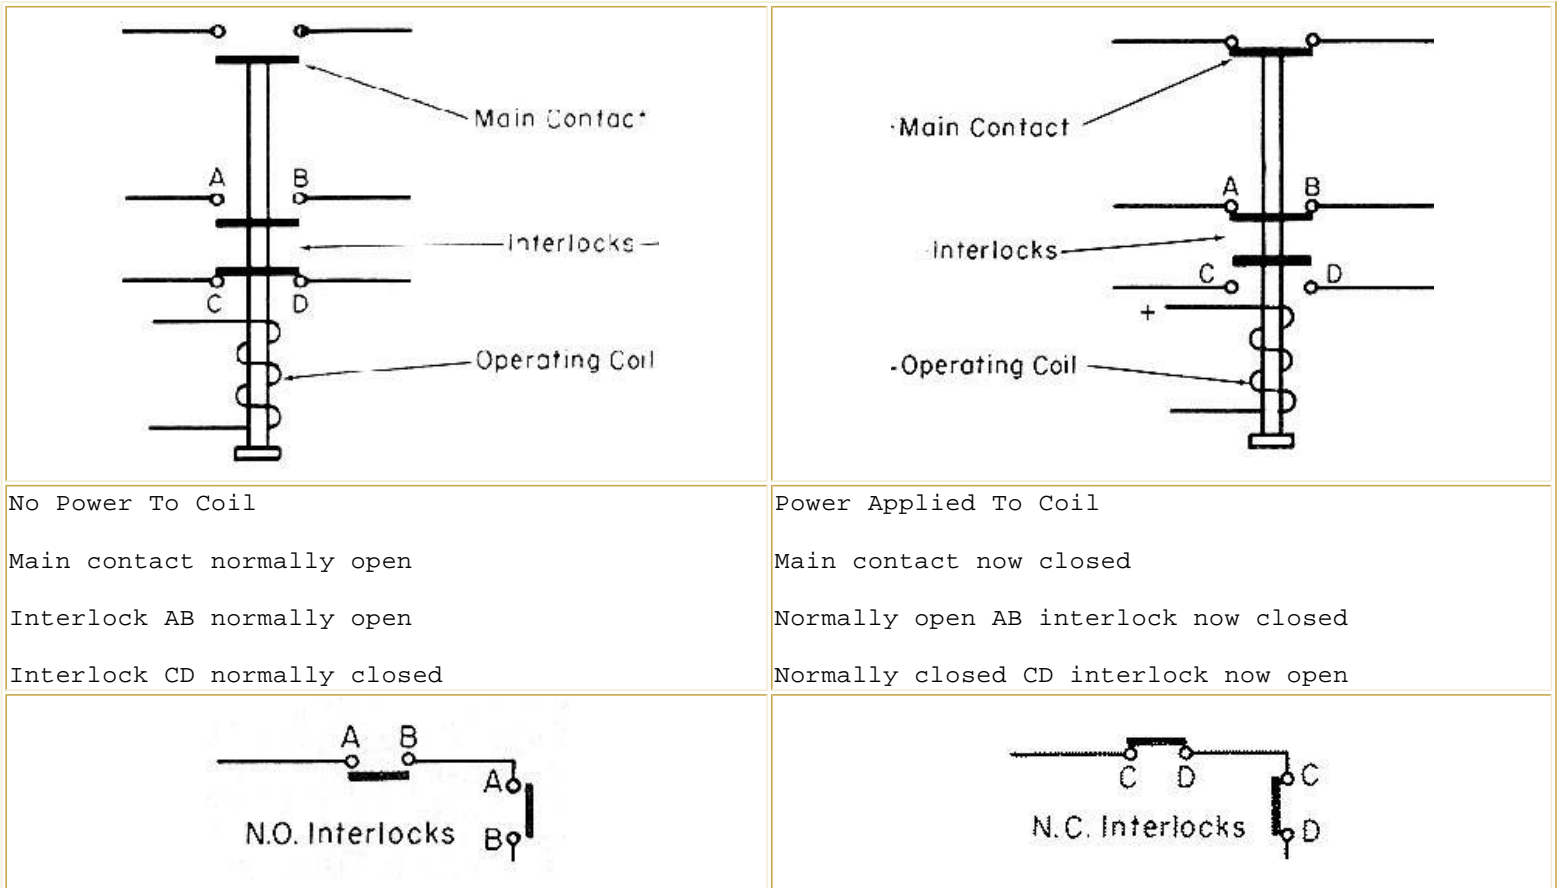 Main Contact
A B
Interlocks
C D
Operating Coil
Main Contact
A B
Interlocks
C D
+
Operating Coil
No Power To Coil
Main contact normally open
Interlock AB normally open
Interlock CD normally closed
Power Applied To Coil
Main contact now closed
Normally open AB interlock now closed
Normally closed CD interlock now open
A B
A
N.O. Interlocks B
C D C
N.C. Interlocks D